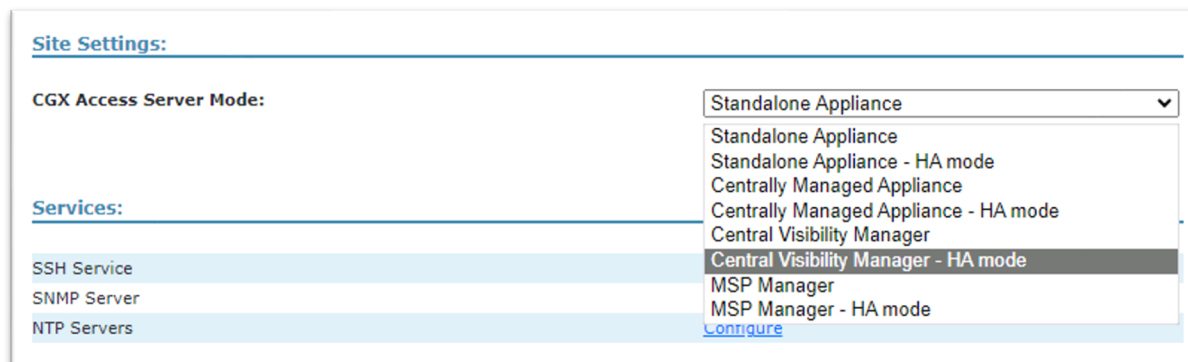 Site Settings:
CGX Access Server Mode:
Standalone Appliance
Standalone Appliance
Standalone Appliance - HA mode
Centrally Managed Appliance
Centrally Managed Appliance - HA mode
Central Visibility Manager
Central Visibility Manager - HA mode
MSP Manager
MSP Manager - HA mode
Services:
SSH Service
SNMP Server
NTP Servers
Configure